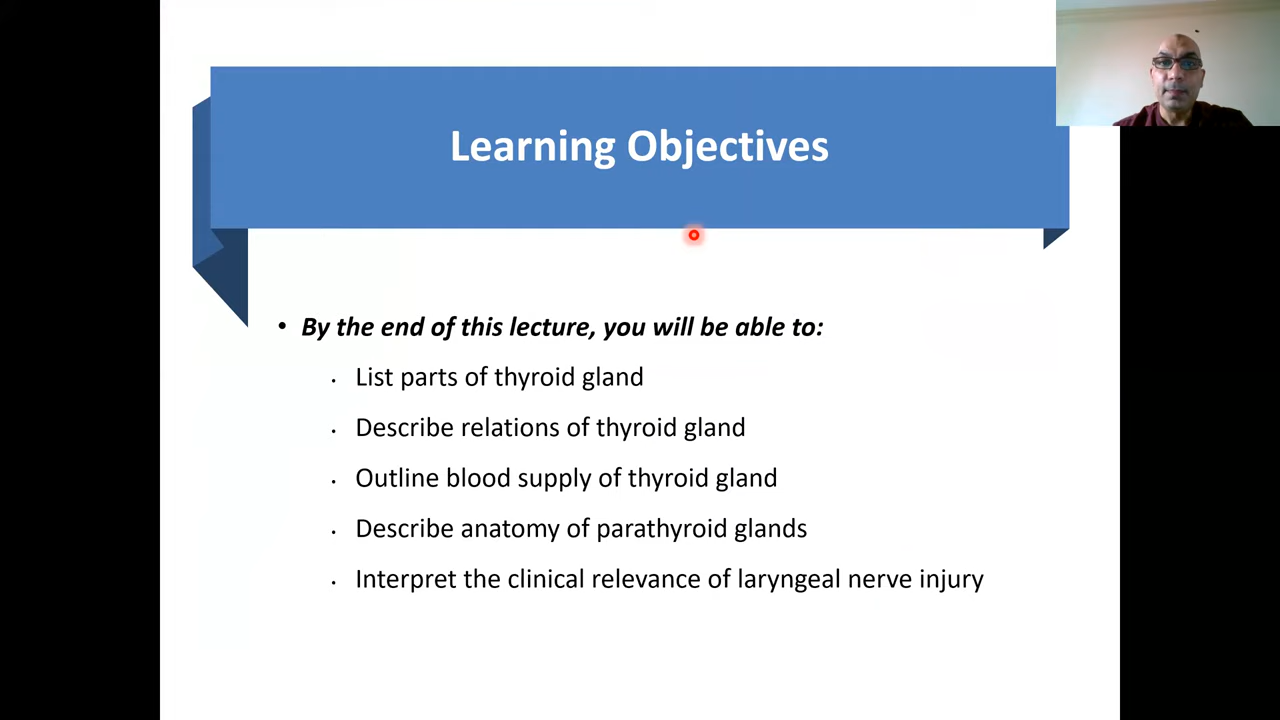 Learning Objectives
• By the end of this lecture, you will be able to:
• List parts of thyroid gland
• Describe relations of thyroid gland
• Outline blood supply of thyroid gland
• Describe anatomy of parathyroid glands
• Interpret the clinical relevance of laryngeal nerve injury